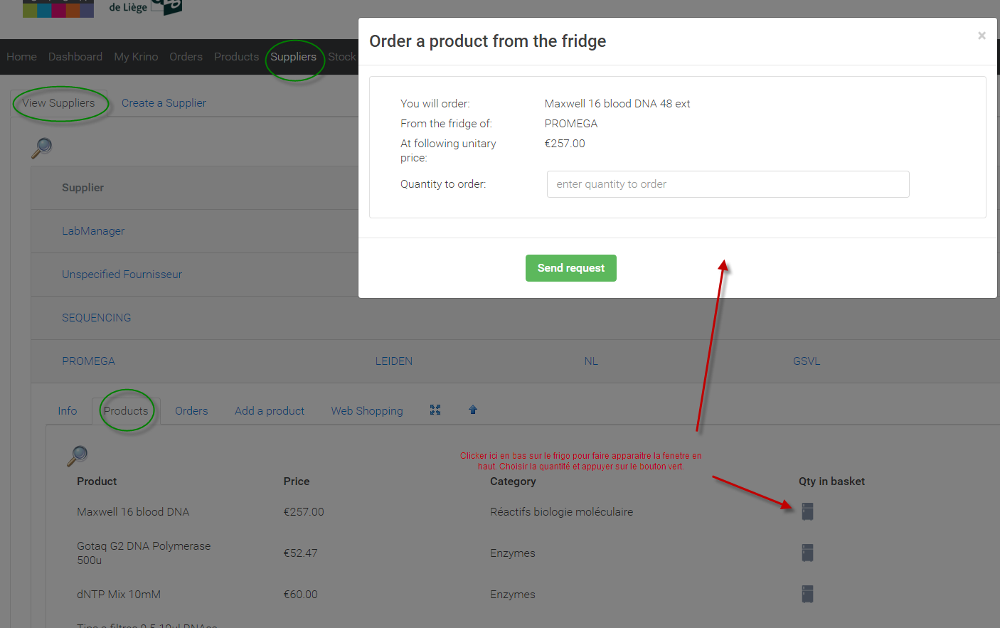 de Liège
Order a product from the fridge
×
Home Dashboard My Krino Orders Products Suppliers Stock
You will order: Maxwell 16 blood DNA 48 ext
From the fridge of: PROMEGA
At following unitary price: €257.00
Quantity to order: enter quantity to order
Send request
View Suppliers Create a Supplier
Supplier
LabManager
Unspecified Fournisseur
SEQUENCING
PROMEGA LEIDEN NL GSVL
Info Products Orders Add a product Web Shopping
Clicker ici en bas sur le frigo pour faire apparaitre la fenetre en
haut. Choisir la quantité et appuyer sur le bouton vert.
Product Price Category Qty in basket
Maxwell 16 blood DNA €257.00 Réactifs biologie moléculaire
Gotaq G2 DNA Polymerase 500u €52.47 Enzymes
dNTP Mix 10mM €60.00 Enzymes